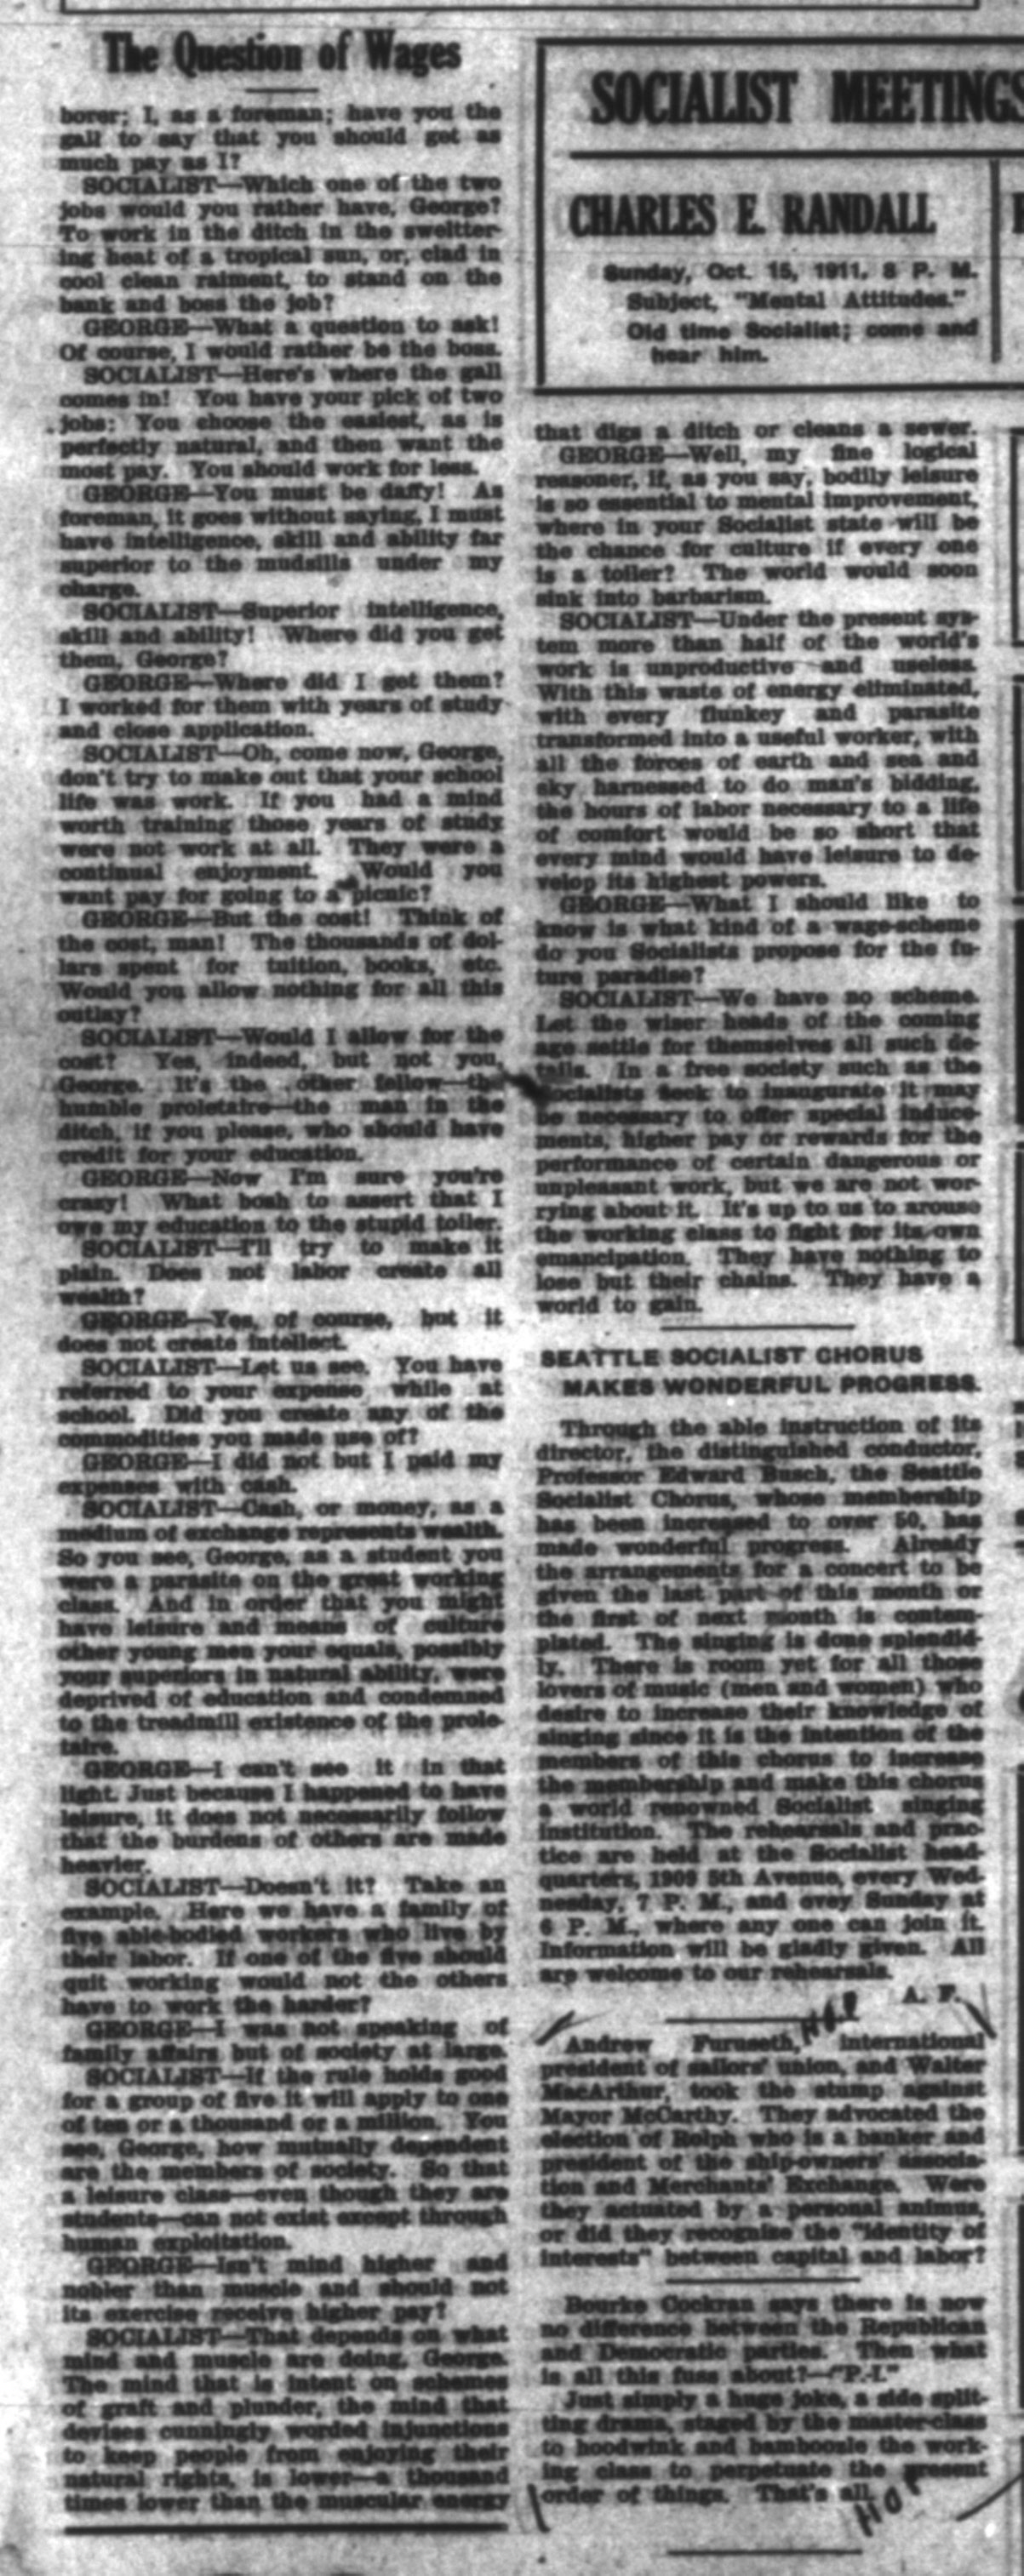 The Question of Wages
borer; I, as a foreman; have you the
gall to say that you should get as
much pay as I?
SOCIALIST—Which one of the two
jobs would you rather have, George?
To work in the ditch in the sweltter-
ing heat of a tropical sun, or, clad in
cool clean raiment, to stand on the
bank and boss the job?
GEORGE—What a question to ask!
Of course, I would rather be the boss.
SOCIALIST—Here's where the gall
comes in! You have your pick of two
jobs: You choose the easiest, as is
perfectly natural, and then want the
most pay. You should work for less.
GEORGE—You must be daffy! As
foreman, it goes without saying, I must
have intelligence, skill and ability far
superior to the mudsills under my
charge.
SOCIALIST—Superior intelligence,
skill and ability! Where did you get
them, George?
GEORGE—Where did I get them?
I worked for them with years of study
and close application.
SOCIALIST—Oh, come now, George,
don't try to make out that your school
life was work. If you had a mind
worth training those years of study
were not work at all. They were a
continual enjoyment. Would you
want pay for going to a picnic?
GEORGE—But the cost! Think of
the cost, man! The thousands of dol-
lars spent for tuition, books, etc.
Would you allow nothing for all this
outlay?
SOCIALIST—Would I allow for the
cost? Yes, indeed, but not you,
George. It's the other fellow—the
humble proletaire—the man in the
ditch, if you please, who should have
credit for your education.
GEORGE—Now I'm sure you're
crazy! What bosh to assert that I
owe my education to the stupid toiler.
SOCIALIST—I'll try to make it
plain. Does not labor create all
wealth?
GEORGE—Yes, of course, but it
does not create intellect.
SOCIALIST—Let us see. You have
referred to your expense while at
school. Did you create any of the
commodities you made use of?
GEORGE—I did not but I paid my
expenses with cash.
SOCIALIST—Cash, or money, as a
medium of exchange represents wealth.
So you see, George, as a student you
were a parasite on the great working
class. And in order that you might
have leisure and means of culture
other young men your equals, possibly
your superiors in natural ability, were
deprived of education and condemned
to the treadmill existence of the prole-
taire.
GEORGE—I can't see it in that
light. Just because I happened to have
leisure, it does not necessarily follow
that the burdens of others are made
heavier.
SOCIALIST—Doesn't it? Take an
example. Here we have a family of
five able-bodied workers who live by
their labor. If one of the five should
quit working would not the others
have to work the harder?
GEORGE—I was not speaking of
family affairs but of society at large.
SOCIALIST—If the rule holds good
for a group of five it will apply to one
of ten or a thousand or a million. You
see, George, how mutually dependent
are the members of society. So that
a leisure class—even though they are
students—can not exist except through
human exploitation.
GEORGE—Isn't mind higher and
nobler than muscle and should not
its exercise receive higher pay?
SOCIALIST—That depends on what
mind and muscle are doing, George.
The mind that is intent on schemes
of graft and plunder, the mind that
devises cunningly worded injunctions
to keep people from enjoying their
natural rights, is lower—a thousand
times lower than the muscular energy
SOCIALIST MEETINGS
CHARLES E. RANDALL
Sunday, Oct. 15, 1911, 8 P. M.
Subject, "Mental Attitudes."
Old time Socialist; come and
hear him.
that digs a ditch or cleans a sewer.
GEORGE—Well, my fine logical
reasoner, if, as you say, bodily leisure
is so essential to mental improvement,
where in your Socialist state will be
the chance for culture if every one
is a toiler? The world would soon
sink into barbarism.
SOCIALIST—Under the present sys-
tem more than half of the world's
work is unproductive and useless.
With this waste of energy eliminated,
with every flunkey and parasite
transformed into a useful worker, with
all the forces of earth and sea and
sky harnessed to do man's bidding,
the hours of labor necessary to a life
of comfort would be so short that
every mind would have leisure to de-
velop its highest powers.
GEORGE—What I should like to
know is what kind of a wage-scheme
do you Socialists propose for the fu-
ture paradise?
SOCIALIST—We have no scheme.
Let the wiser heads of the coming
age settle for themselves all such de-
tails. In a free society such as the
Socialists seek to inaugurate it may
be necessary to offer special induce-
ments, higher pay or rewards for the
performance of certain dangerous or
unpleasant work, but we are not wor-
rying about it. It's up to us to arouse
the working class to fight for its own
emancipation. They have nothing to
lose but their chains. They have a
world to gain.
SEATTLE SOCIALIST CHORUS
MAKES WONDERFUL PROGRESS.
Through the able instruction of its
director, the distinguished conductor,
Professor Edward Busch, the Seattle
Socialist Chorus, whose membership
has been increased to over 50, has
made wonderful progress. Already
the arrangements for a concert to be
given the last part of this month or
the first of next month is contem-
plated. The singing is done splendid-
ly. There is room yet for all those
lovers of music (men and women) who
desire to increase their knowledge of
singing since it is the intention of the
members of this chorus to increase
the membership and make this chorus
a world renowned Socialist singing
institution. The rehearsals and prac-
tice are held at the Socialist head-
quarters, 1909 5th Avenue, every Wed-
nesday, 7 P. M., and evey Sunday at
6 P. M., where any one can join it.
Information will be gladly given. All
are welcome to our rehearsals.
A. F.
Andrew Furuseth, international
president of sailors' union, and Walter
MacArthur, took the stump against
Mayor McCarthy. They advocated the
election of Rolph who is a banker and
president of the ship-owners' associa-
tion and Merchants' Exchange. Were
they actuated by a personal animus,
or did they recognize the "identity of
interests" between capital and labor?
Bourke Cockran says there is now
no difference between the Republican
and Democratic parties. Then what
is all this fuss about?—"P.-I."
Just simply a huge joke, a side split-
ting drama, staged by the master-class
to hoodwink and bamboozle the work-
ing class to perpetuate the present
order of things. That's all.